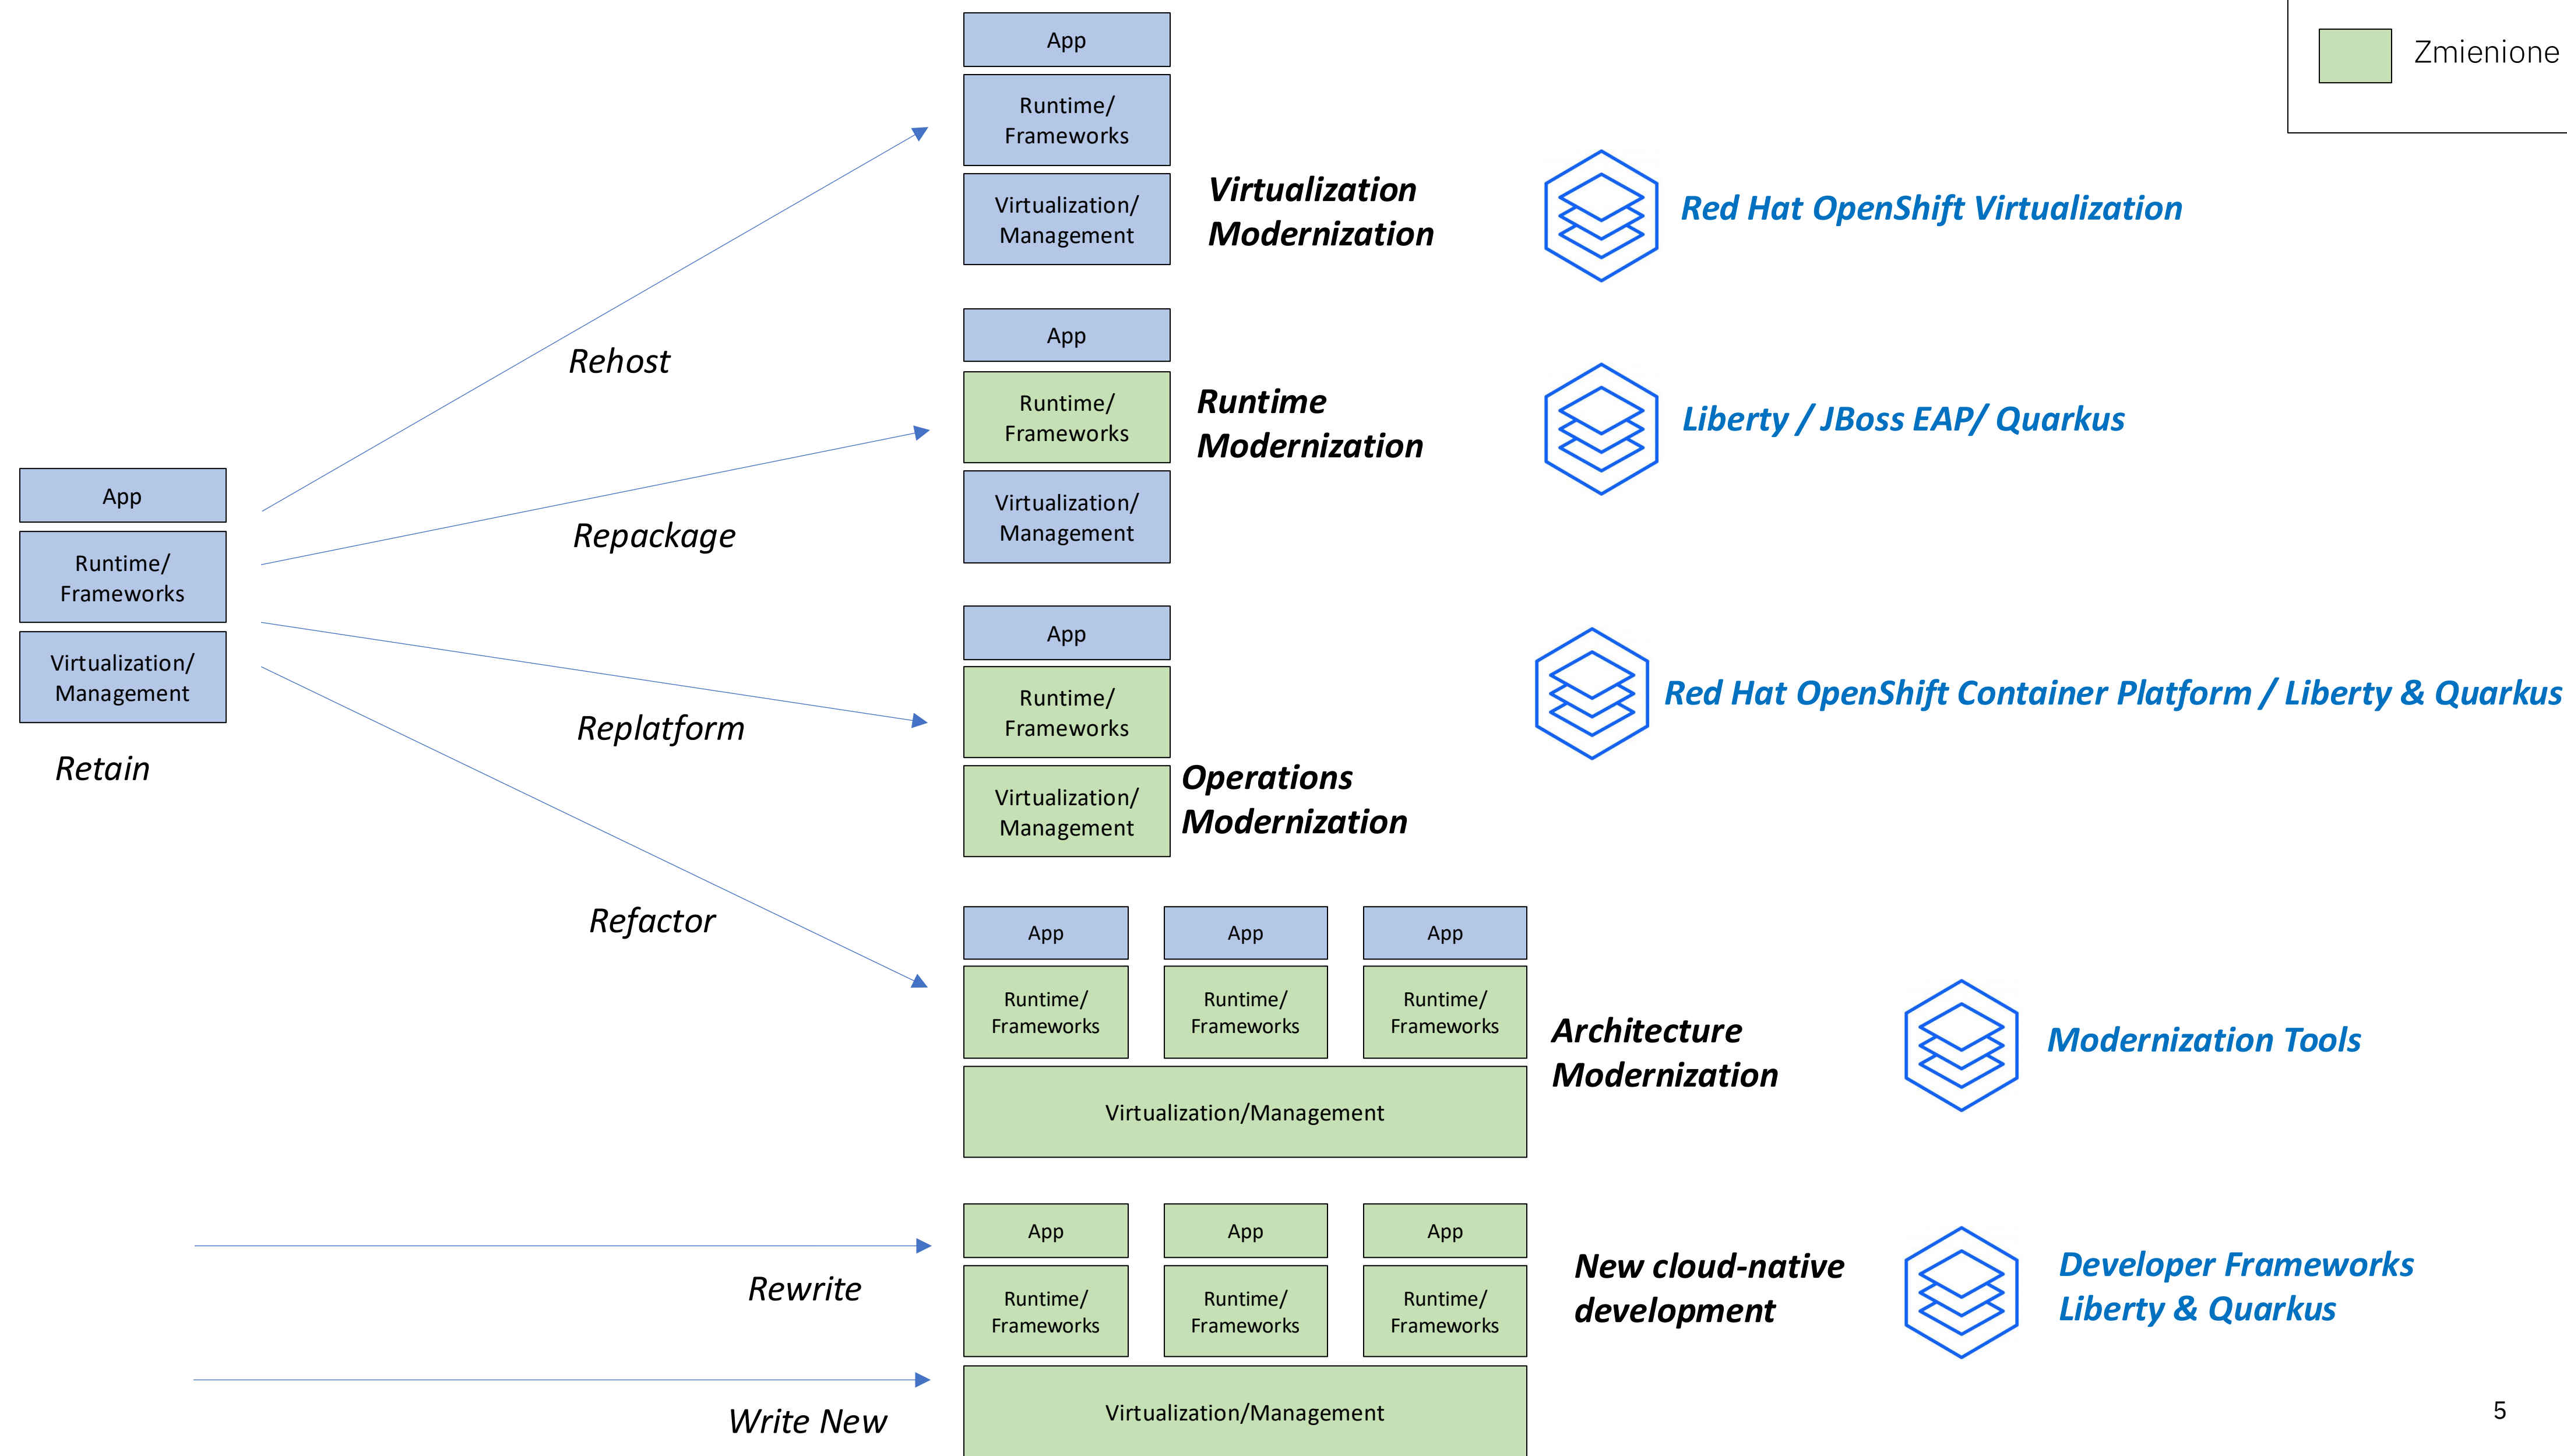 Zmienione
App
Runtime/
Frameworks
Virtualization/
Management
Virtualization
Modernization
Red Hat OpenShift Virtualization
Rehost
App
Runtime/
Frameworks
Virtualization/
Management
Runtime
Modernization
Liberty / JBoss EAP/ Quarkus
Repackage
App
Runtime/
Frameworks
Virtualization/
Management
Retain
Replatform
App
Runtime/
Frameworks
Virtualization/
Management
Operations
Modernization
Red Hat OpenShift Container Platform / Liberty & Quarkus
Refactor
App
App
App
Runtime/
Frameworks
Runtime/
Frameworks
Runtime/
Frameworks
Virtualization/Management
Architecture
Modernization
Modernization Tools
Rewrite
App
App
App
Runtime/
Frameworks
Runtime/
Frameworks
Runtime/
Frameworks
Virtualization/Management
New cloud-native
development
Developer Frameworks
Liberty & Quarkus
Write New
5